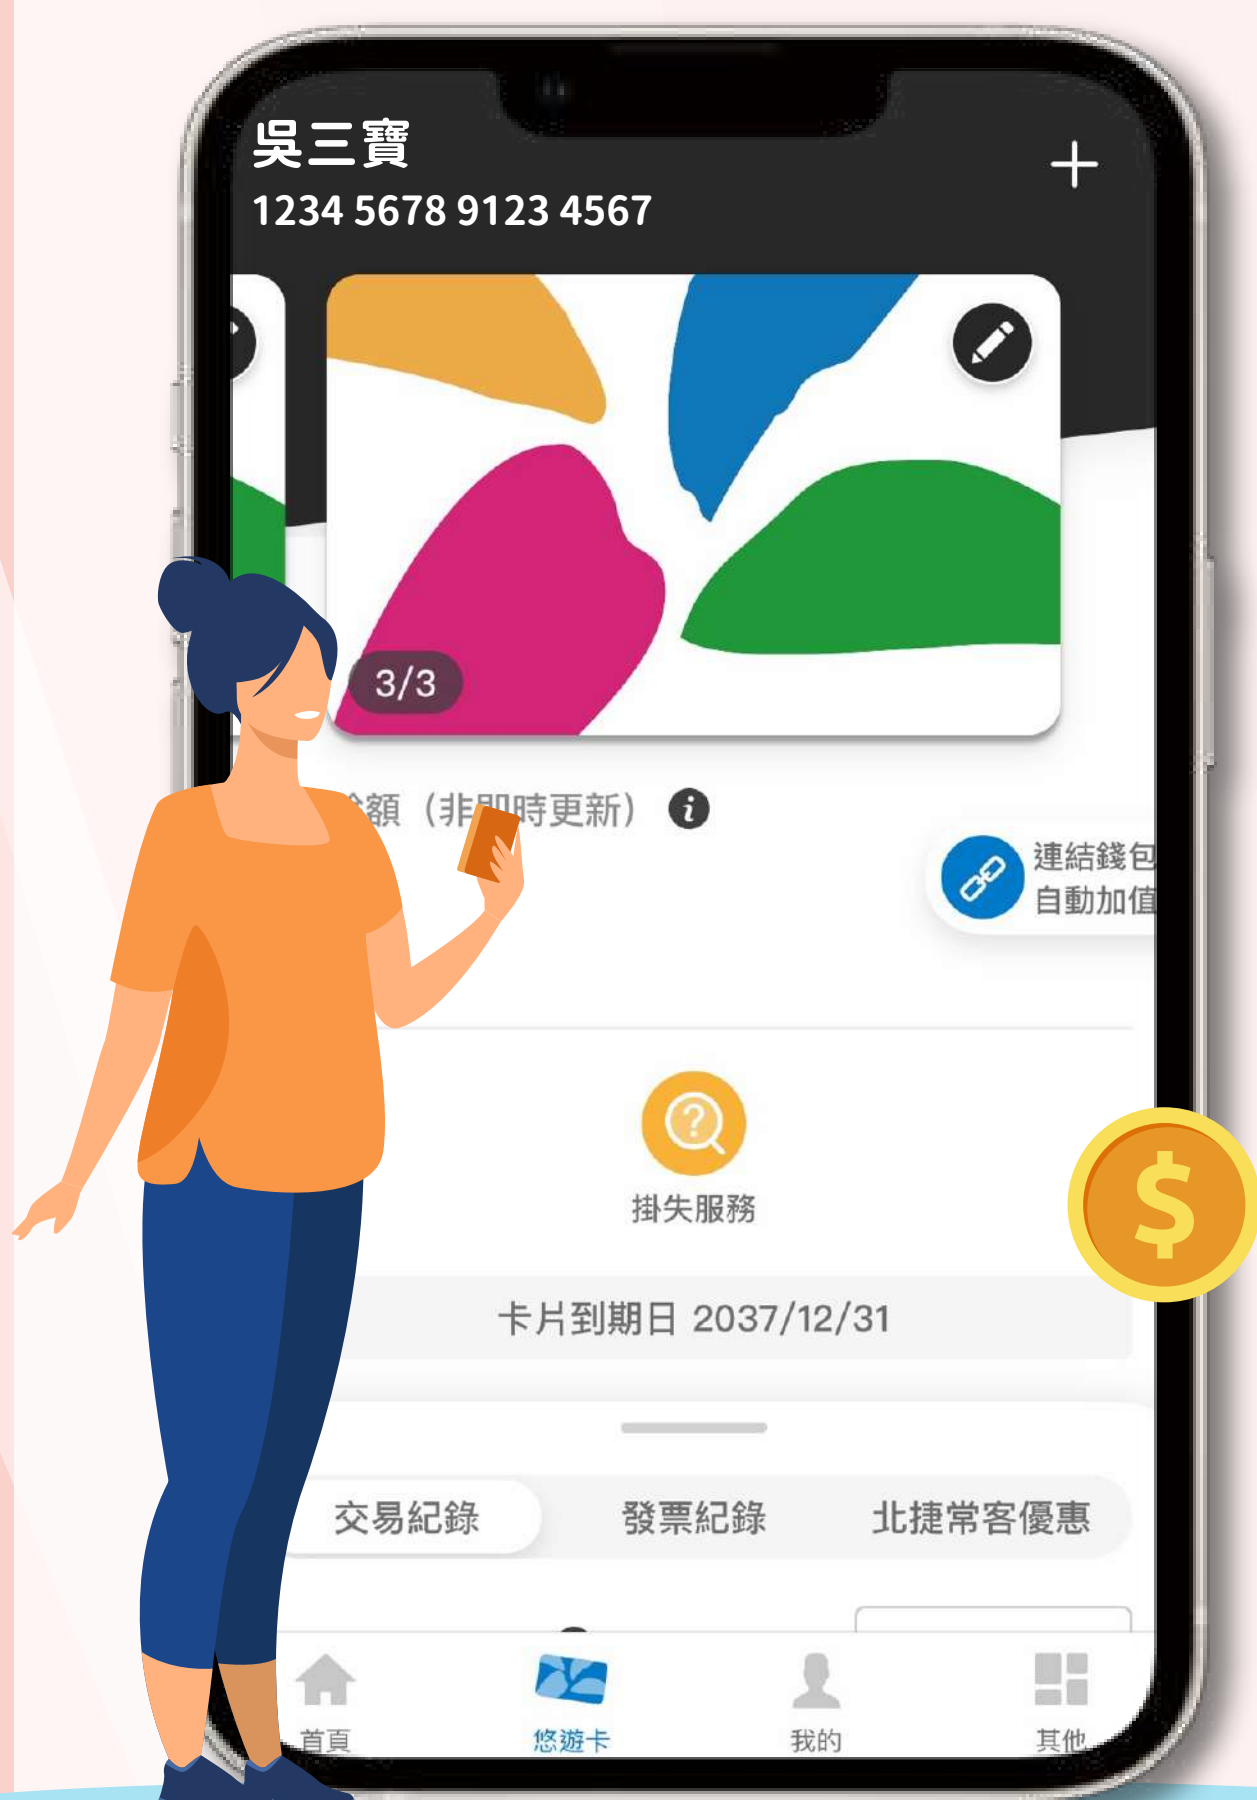 吳三寶
1234 5678 9123 4567
3/3
額（非即時更新）
連結錢包
自動加值
掛失服務
$
卡片到期日 2037/12/31
交易紀錄 發票紀錄 北捷常客優惠
首頁 悠遊卡 我的 其他